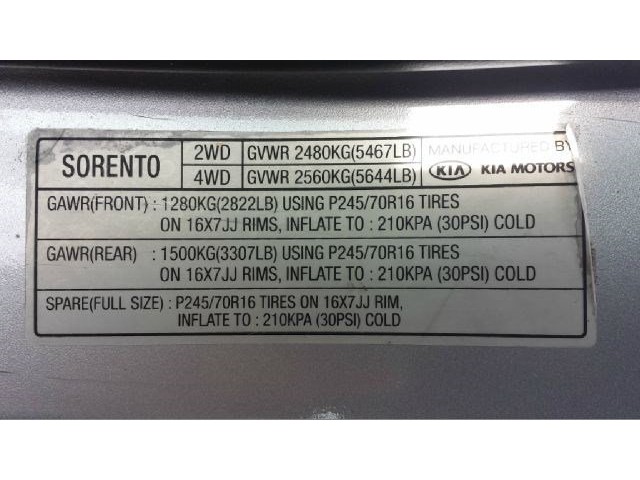 SORENTO 2WD GVWR 2480KG(5467LB) MANUFACTURED BY
4WD GVWR 2560KG(5644LB) KIA KIA MOTORS
GAWR(FRONT) : 1280KG(2822LB) USING P245/70R16 TIRES
ON 16X7JJ RIMS, INFLATE TO : 210KPA (30PSI) COLD
GAWR(REAR) : 1500KG(3307LB) USING P245/70R16 TIRES
ON 16X7JJ RIMS, INFLATE TO : 210KPA (30PSI) COLD
SPARE(FULL SIZE) : P245/70R16 TIRES ON 16X7JJ RIM,
INFLATE TO : 210KPA (30PSI) COLD